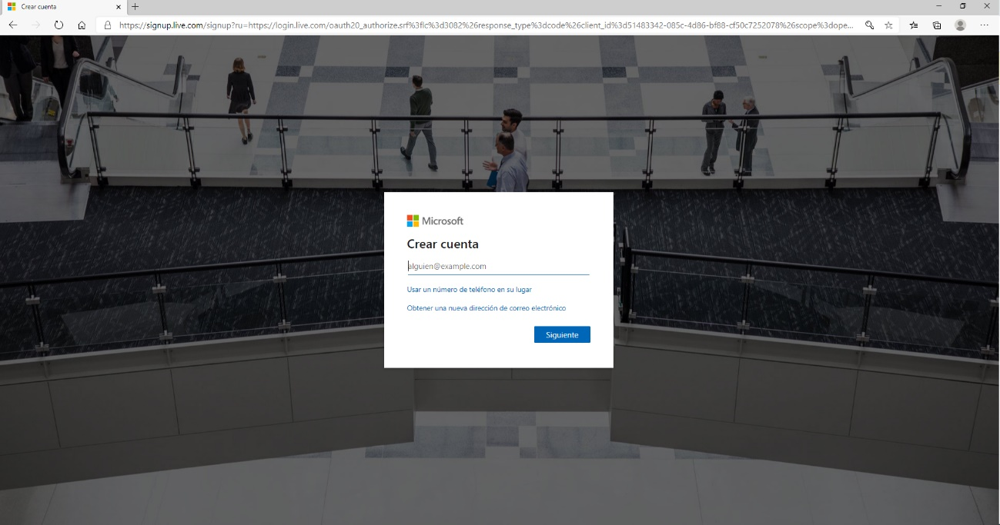 Crear cuenta
https://signup.live.com/signup?ru=https://login.live.com/oauth20_authorize.srf%3flc%3d3082%26response_type%3dcode%26client_id%3d51483342-085c-4d86-bf88-cf50c7252078%26scope%3dope...
Microsoft
Crear cuenta
alguien@example.com
Usar un número de teléfono en su lugar
Obtener una nueva dirección de correo electrónico
Siguiente